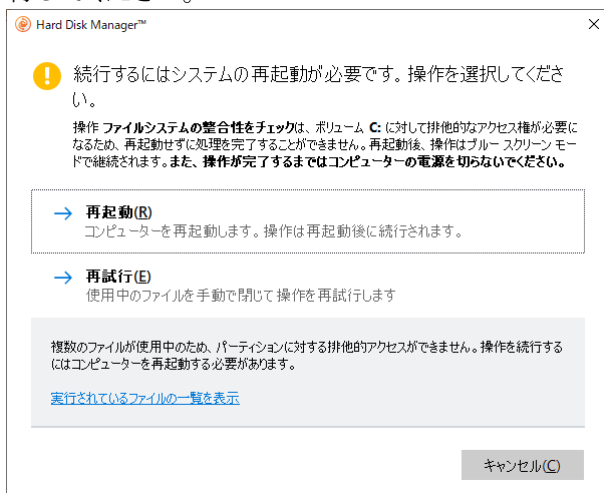 Hard Disk Manager™
続行するにはシステムの再起動が必要です。操作を選択してくださ
い。
操作 ファイルシステムの整合性をチェックは、ボリューム C: に対して排他的なアクセス権が必要に
なるため、再起動せずに処理を完了することができません。再起動後、操作はブルー スクリーン モー
ドで継続されます。また、操作が完了するまではコンピューターの電源を切らないでください。
→ 再起動(R)
コンピューターを再起動します。操作は再起動後に続行されます。
→ 再試行(E)
使用中のファイルを手動で閉じて操作を再試行します
複数のファイルが使用中のため、パーティションに対する排他的アクセスができません。操作を続行する
にはコンピューターを再起動する必要があります。
実行されているファイルの一覧を表示
キャンセル(C)